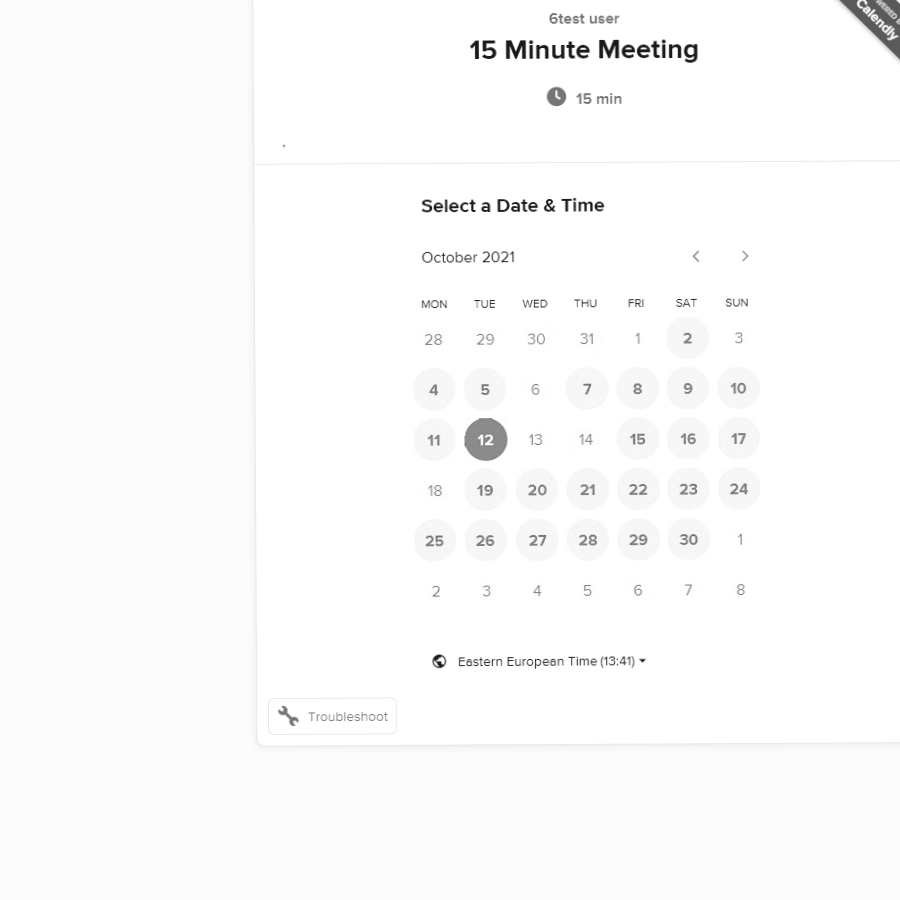 6test user
15 Minute Meeting
15 min
Calendly
Select a Date & Time
October 2021
MON TUE WED THU FRI SAT SUN
28 29 30 31 1 2 3
4 5 6 7 8 9 10
11 12 13 14 15 16 17
18 19 20 21 22 23 24
25 26 27 28 29 30 1
2 3 4 5 6 7 8
Eastern European Time (13:41)
Troubleshoot